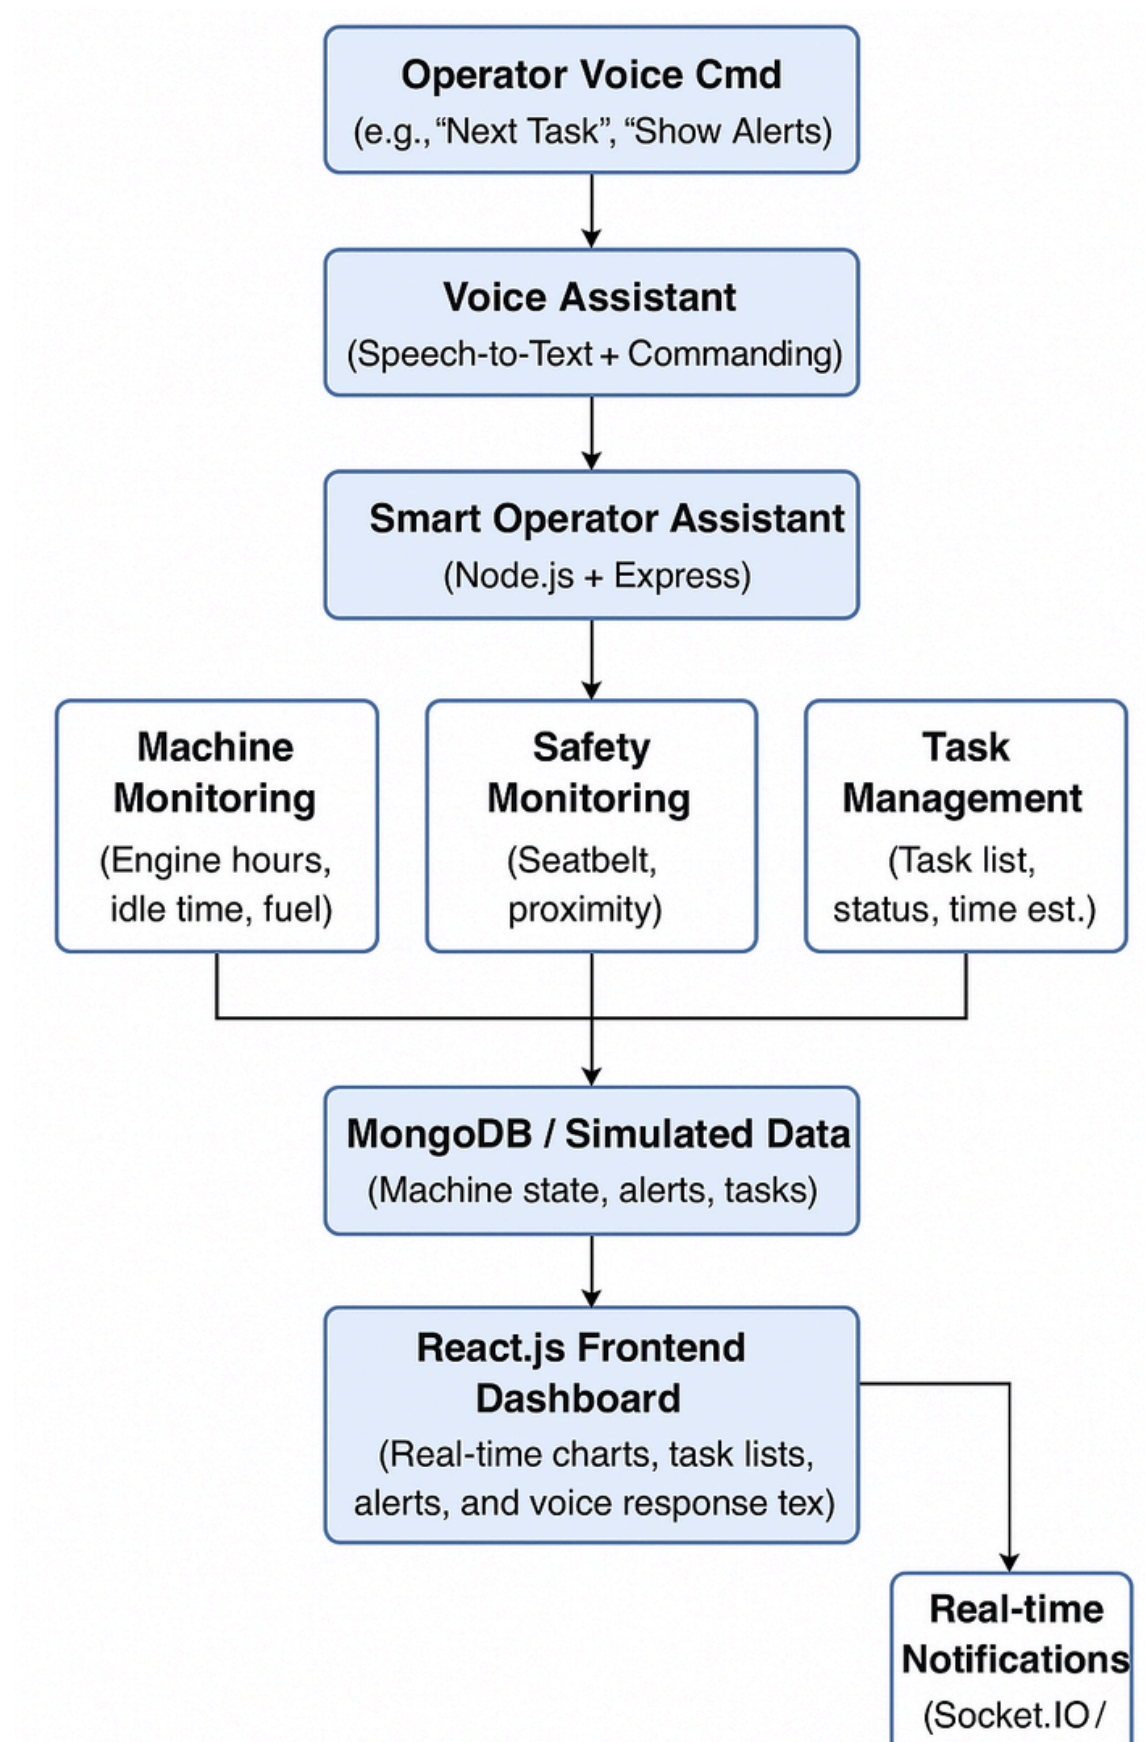 Operator Voice Cmd
(e.g., “Next Task”, “Show Alerts)
Voice Assistant
(Speech-to-Text + Commanding)
Smart Operator Assistant
(Node.js + Express)
Machine
Monitoring
(Engine hours,
idle time, fuel)
Safety
Monitoring
(Seatbelt,
proximity)
Task
Management
(Task list,
status, time est.)
MongoDB / Simulated Data
(Machine state, alerts, tasks)
React.js Frontend
Dashboard
(Real-time charts, task lists,
alerts, and voice response tex)
Real-time
Notifications
(Socket.IO /